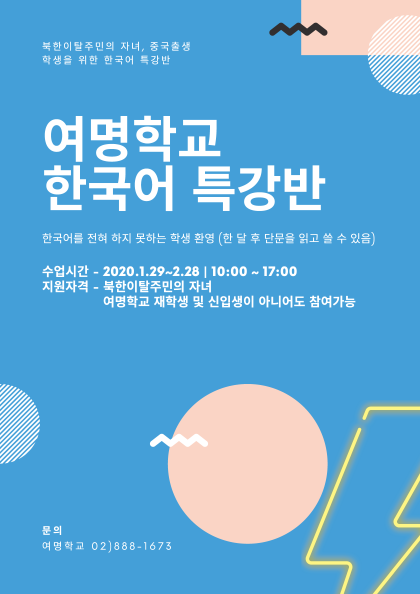 북한이탈주민의 자녀, 중국출생
학생을 위한 한국어 특강반
여명학교
한국어 특강반
한국어를 전혀 하지 못하는 학생 환영 (한 달 후 단문을 읽고 쓸 수 있음)
수업시간 - 2020.1.29~2.28 | 10:00 ~ 17:00
지원자격 - 북한이탈주민의 자녀
여명학교 재학생 및 신입생이 아니어도 참여가능
문의
여명학교 02)888-1673